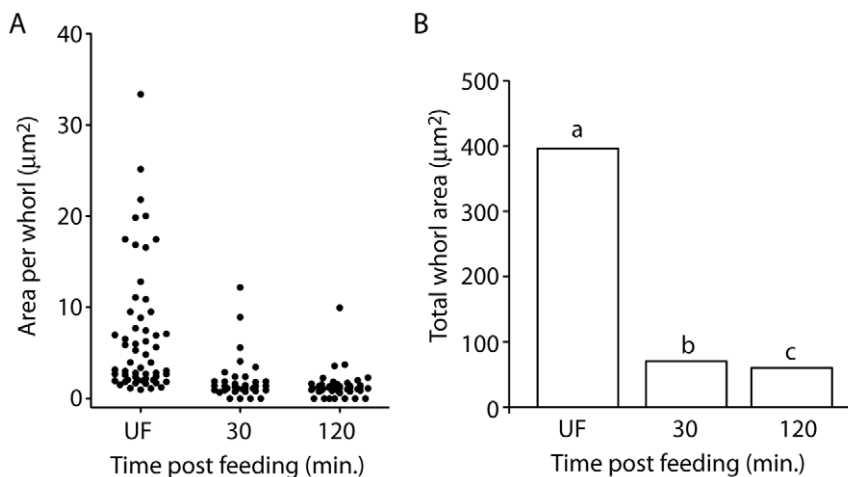 A
Area per whorl (μm²)
40
30
20
10
0
UF 30 120
Time post feeding (min.)
B
Total whorl area (μm²)
500
400
300
200
100
0
a
b
c
UF 30 120
Time post feeding (min.)